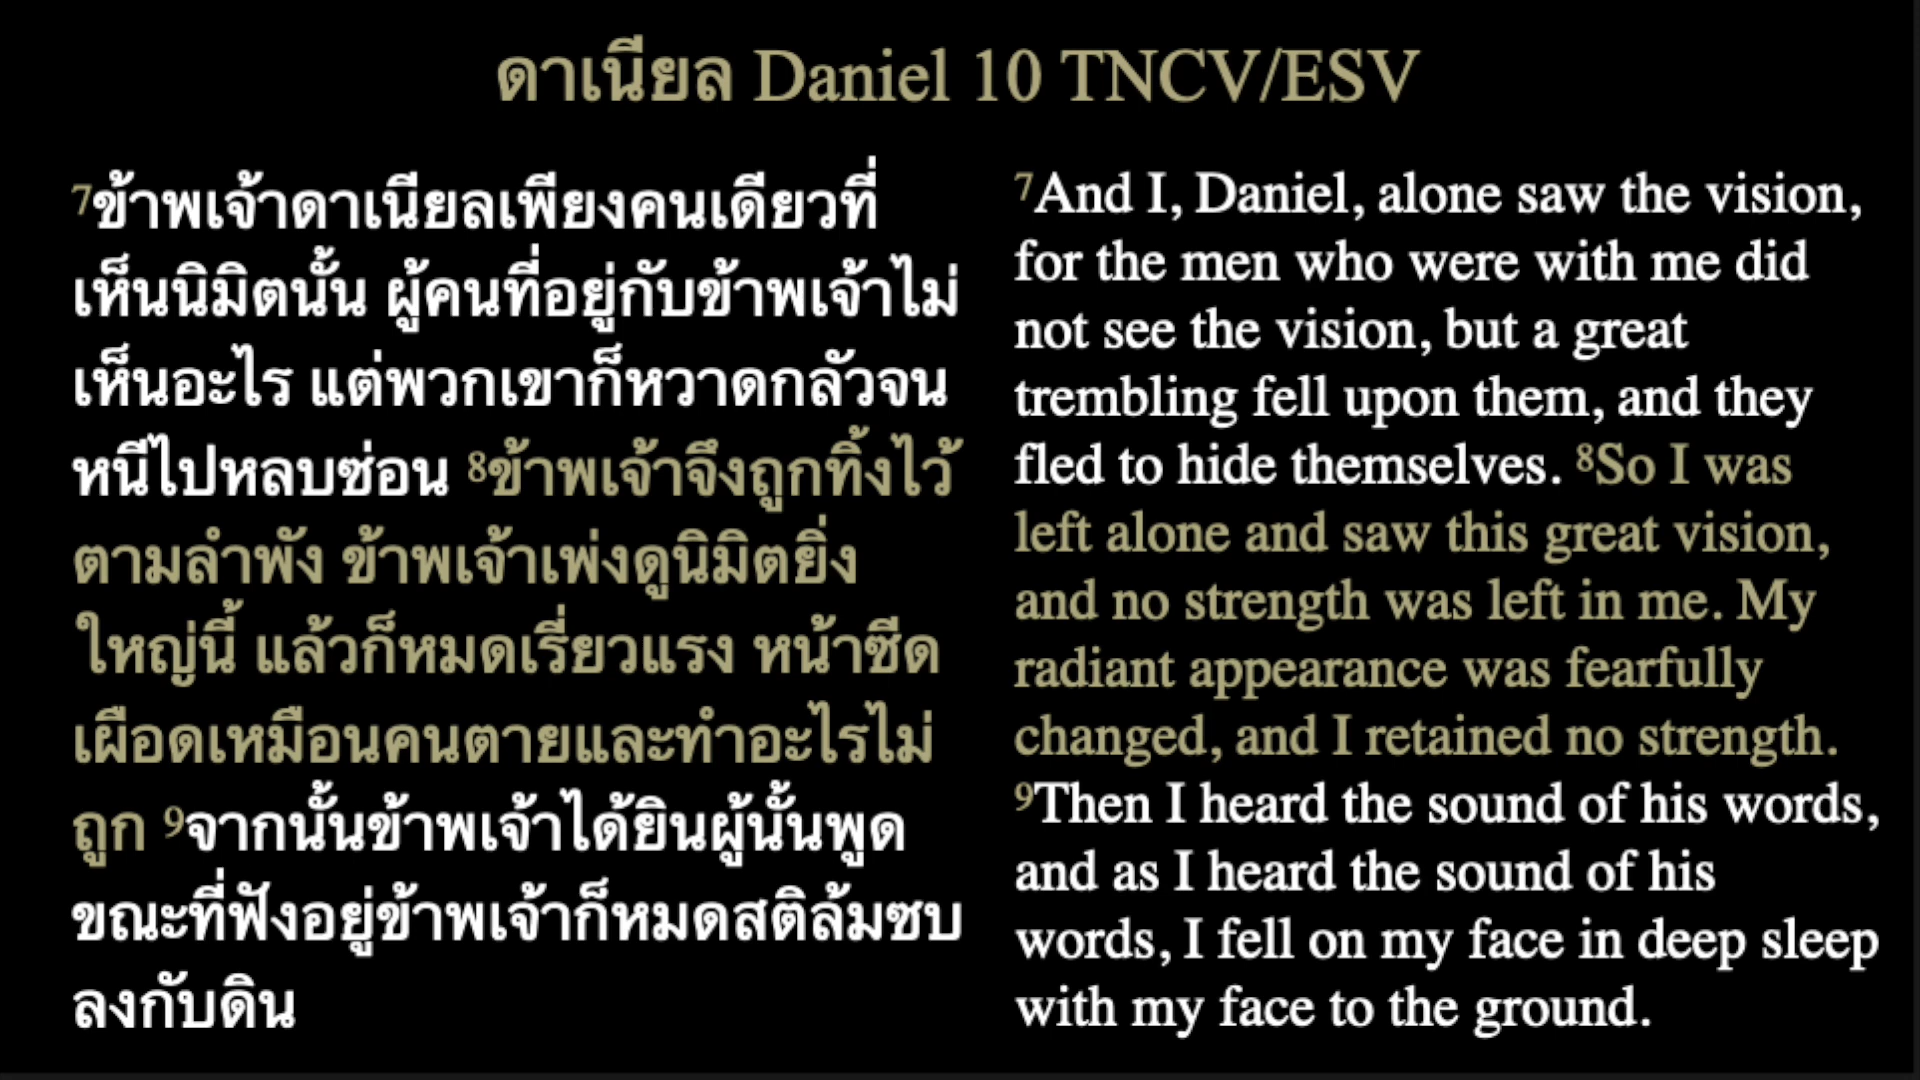 ดาเนียล Daniel 10 TNCV/ESV
7ข้าพเจ้าดาเนียลเพียงคนเดียวที่
เห็นนิมิตนั้น ผู้คนที่อยู่กับข้าพเจ้าไม่
เห็นอะไร แต่พวกเขาก็หวาดกลัวจน
หนีไปหลบซ่อน 8ข้าพเจ้าจึงถูกทิ้งไว้
ตามลำพัง ข้าพเจ้าเพ่งดูนิมิตยิ่ง
ใหญ่นี้ แล้วก็หมดเรี่ยวแรง หน้าซีด
เผือดเหมือนคนตายและทำอะไรไม่
ถูก 9จากนั้นข้าพเจ้าได้ยินผู้นั้นพูด
ขณะที่ฟังอยู่ข้าพเจ้าก็หมดสติล้มซบ
ลงกับดิน
7And I, Daniel, alone saw the vision,
for the men who were with me did
not see the vision, but a great
trembling fell upon them, and they
fled to hide themselves. 8So I was
left alone and saw this great vision,
and no strength was left in me. My
radiant appearance was fearfully
changed, and I retained no strength.
9Then I heard the sound of his words,
and as I heard the sound of his
words, I fell on my face in deep sleep
with my face to the ground.